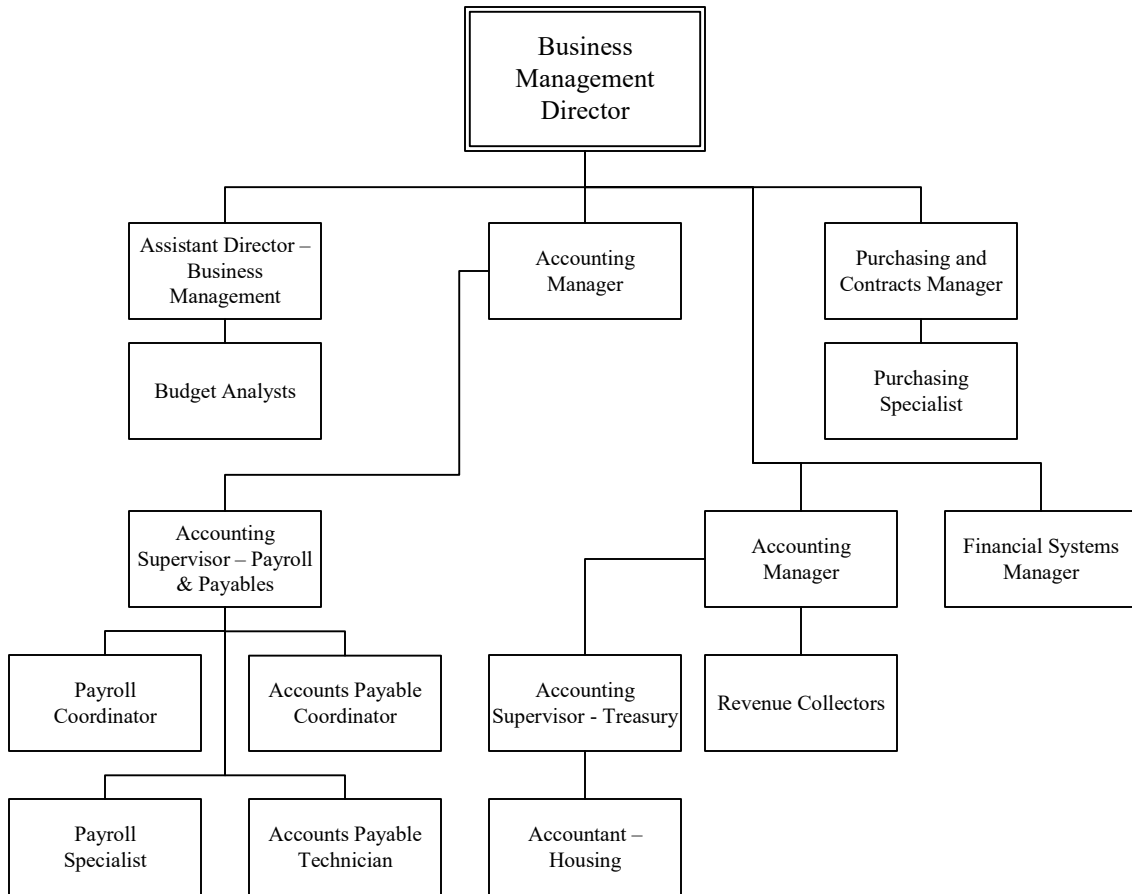 Business
Management
Director
Assistant Director –
Business
Management
Accounting
Manager
Purchasing and
Contracts Manager
Budget Analysts
Purchasing
Specialist
Accounting
Supervisor – Payroll
& Payables
Accounting
Manager
Financial Systems
Manager
Payroll
Coordinator
Accounts Payable
Coordinator
Accounting
Supervisor - Treasury
Revenue Collectors
Payroll
Specialist
Accounts Payable
Technician
Accountant –
Housing